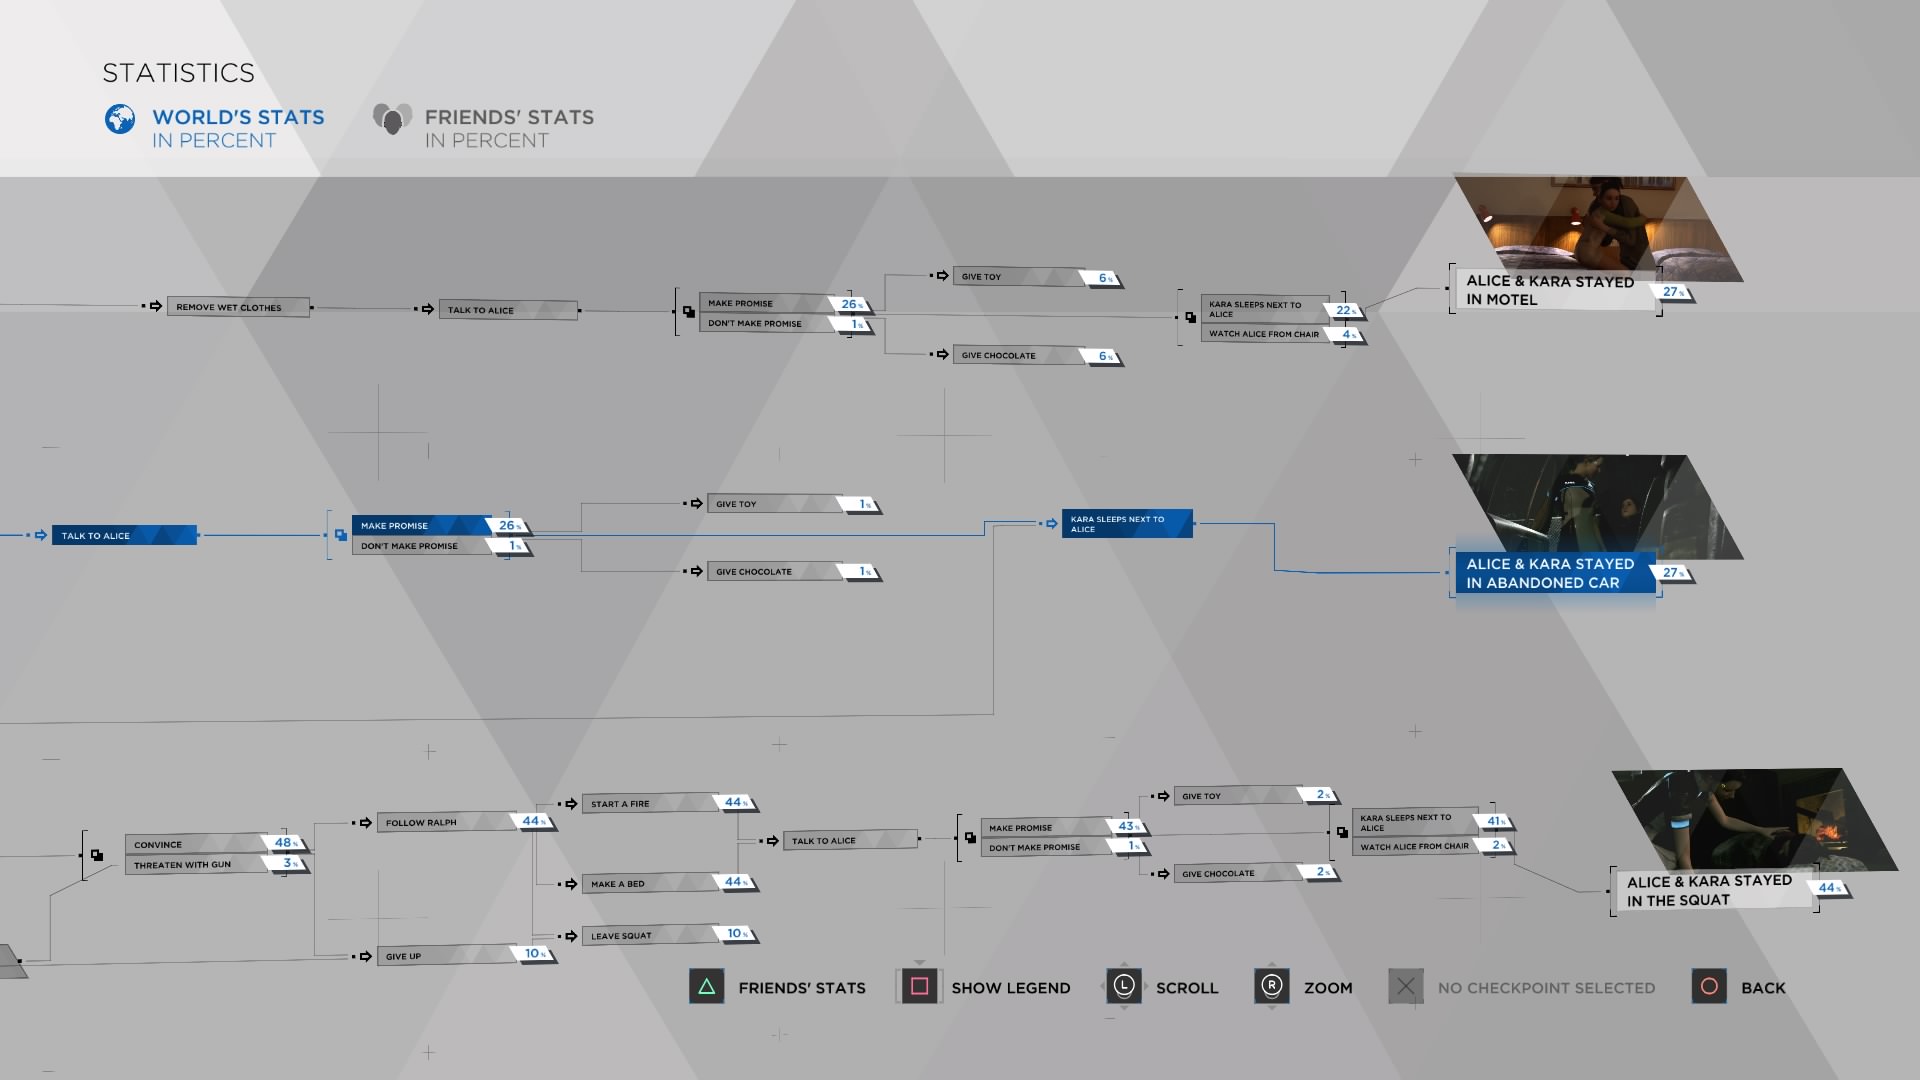 STATISTICS
WORLD'S STATS
IN PERCENT
FRIENDS' STATS
IN PERCENT
REMOVE WET CLOTHES
TALK TO ALICE
MAKE PROMISE 26%
DON'T MAKE PROMISE 1%
GIVE TOY 6%
GIVE CHOCOLATE 6%
KARA SLEEPS NEXT TO
ALICE 22%
WATCH ALICE FROM CHAIR 4%
ALICE & KARA STAYED
IN MOTEL 27%
TALK TO ALICE
MAKE PROMISE 26%
DON'T MAKE PROMISE 1%
GIVE TOY 1%
GIVE CHOCOLATE 1%
KARA SLEEPS NEXT TO
ALICE
ALICE & KARA STAYED
IN ABANDONED CAR 27%
CONVINCE 48%
THREATEN WITH GUN 3%
FOLLOW RALPH 44%
GIVE UP 10%
START A FIRE 44%
MAKE A BED 44%
LEAVE SQUAT 10%
TALK TO ALICE
MAKE PROMISE 43%
DON'T MAKE PROMISE 1%
GIVE TOY 2%
GIVE CHOCOLATE 2%
KARA SLEEPS NEXT TO
ALICE 41%
WATCH ALICE FROM CHAIR 2%
ALICE & KARA STAYED
IN THE SQUAT 44%
FRIENDS' STATS
SHOW LEGEND
L SCROLL
R ZOOM
NO CHECKPOINT SELECTED
BACK